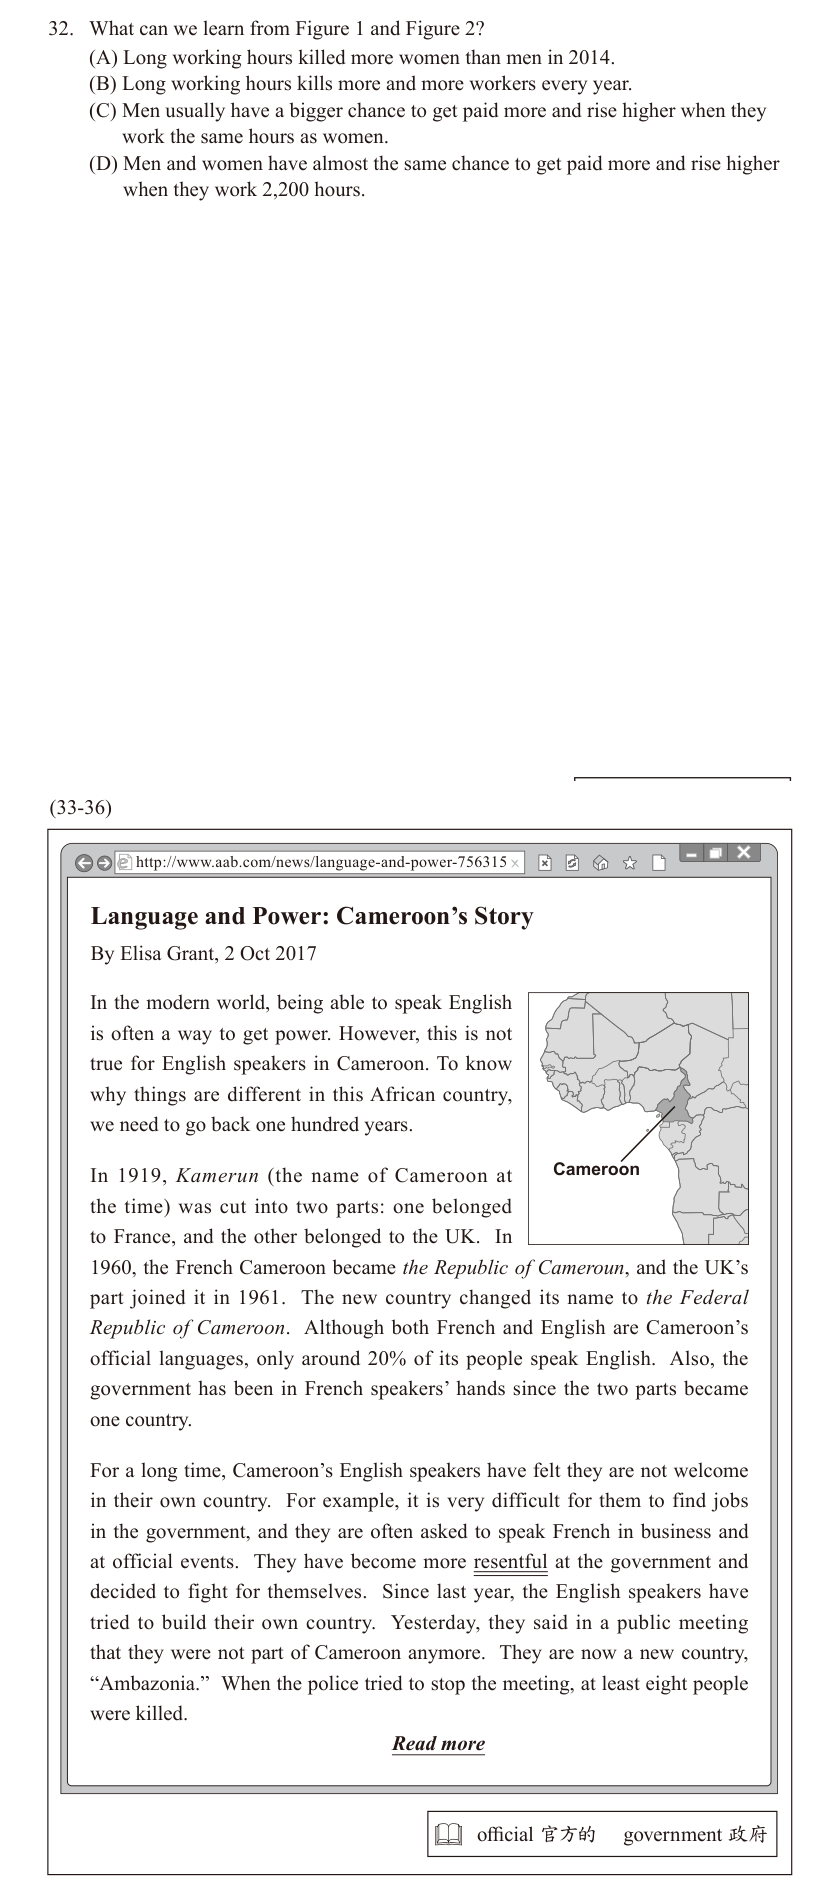 32. What can we learn from Figure 1 and Figure 2?
(A) Long working hours killed more women than men in 2014.
(B) Long working hours kills more and more workers every year.
(C) Men usually have a bigger chance to get paid more and rise higher when they
work the same hours as women.
(D) Men and women have almost the same chance to get paid more and rise higher
when they work 2,200 hours.
(33-36)
http://www.aab.com/news/language-and-power-756315
Language and Power: Cameroon's Story
By Elisa Grant, 2 Oct 2017
In the modern world, being able to speak English
is often a way to get power. However, this is not
true for English speakers in Cameroon. To know
why things are different in this African country,
we need to go back one hundred years.
Cameroon
In 1919, Kamerun (the name of Cameroon at
the time) was cut into two parts: one belonged
to France, and the other belonged to the UK. In
1960, the French Cameroon became the Republic of Cameroun, and the UK's
part joined it in 1961. The new country changed its name to the Federal
Republic of Cameroon. Although both French and English are Cameroon's
official languages, only around 20% of its people speak English. Also, the
government has been in French speakers' hands since the two parts became
one country.
For a long time, Cameroon's English speakers have felt they are not welcome
in their own country. For example, it is very difficult for them to find jobs
in the government, and they are often asked to speak French in business and
at official events. They have become more resentful at the government and
decided to fight for themselves. Since last year, the English speakers have
tried to build their own country. Yesterday, they said in a public meeting
that they were not part of Cameroon anymore. They are now a new country,
“Ambazonia.” When the police tried to stop the meeting, at least eight people
were killed.
Read more
official 官方的 government 政府